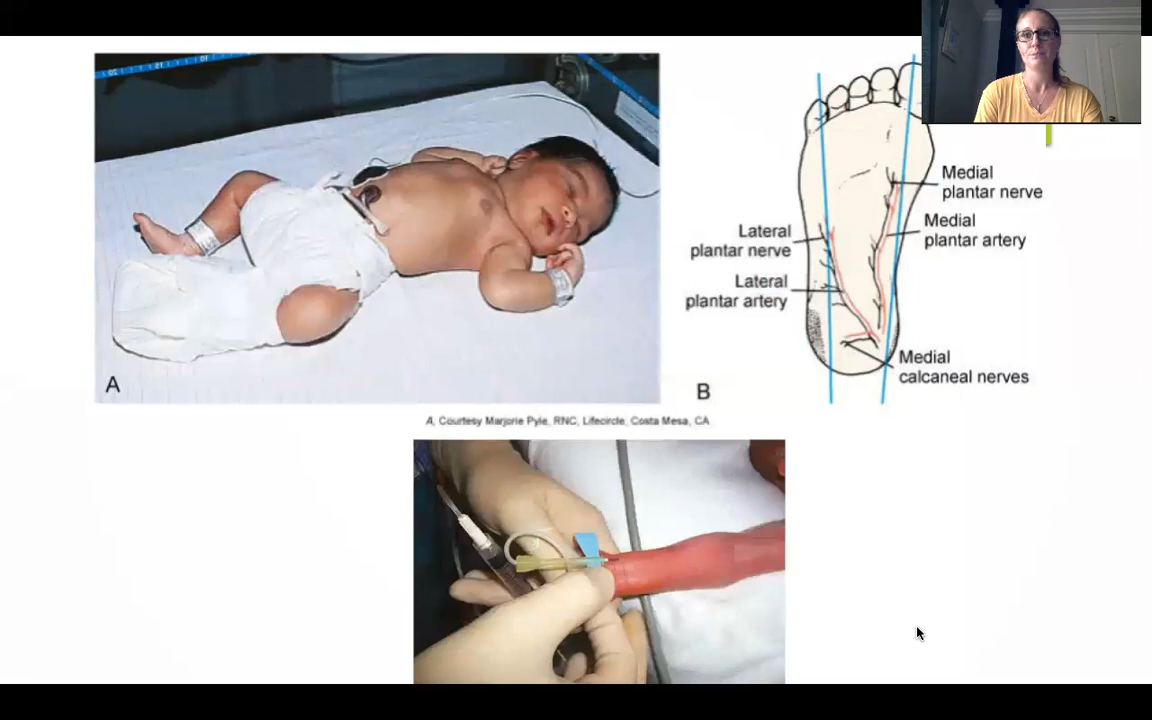 A
B
Medial
plantar nerve
Medial
plantar artery
Lateral
plantar nerve
Lateral
plantar artery
Medial
calcaneal nerves
A, Courtesy Marjorie Pyle, RNC, Lifecircle, Costa Mesa, CA